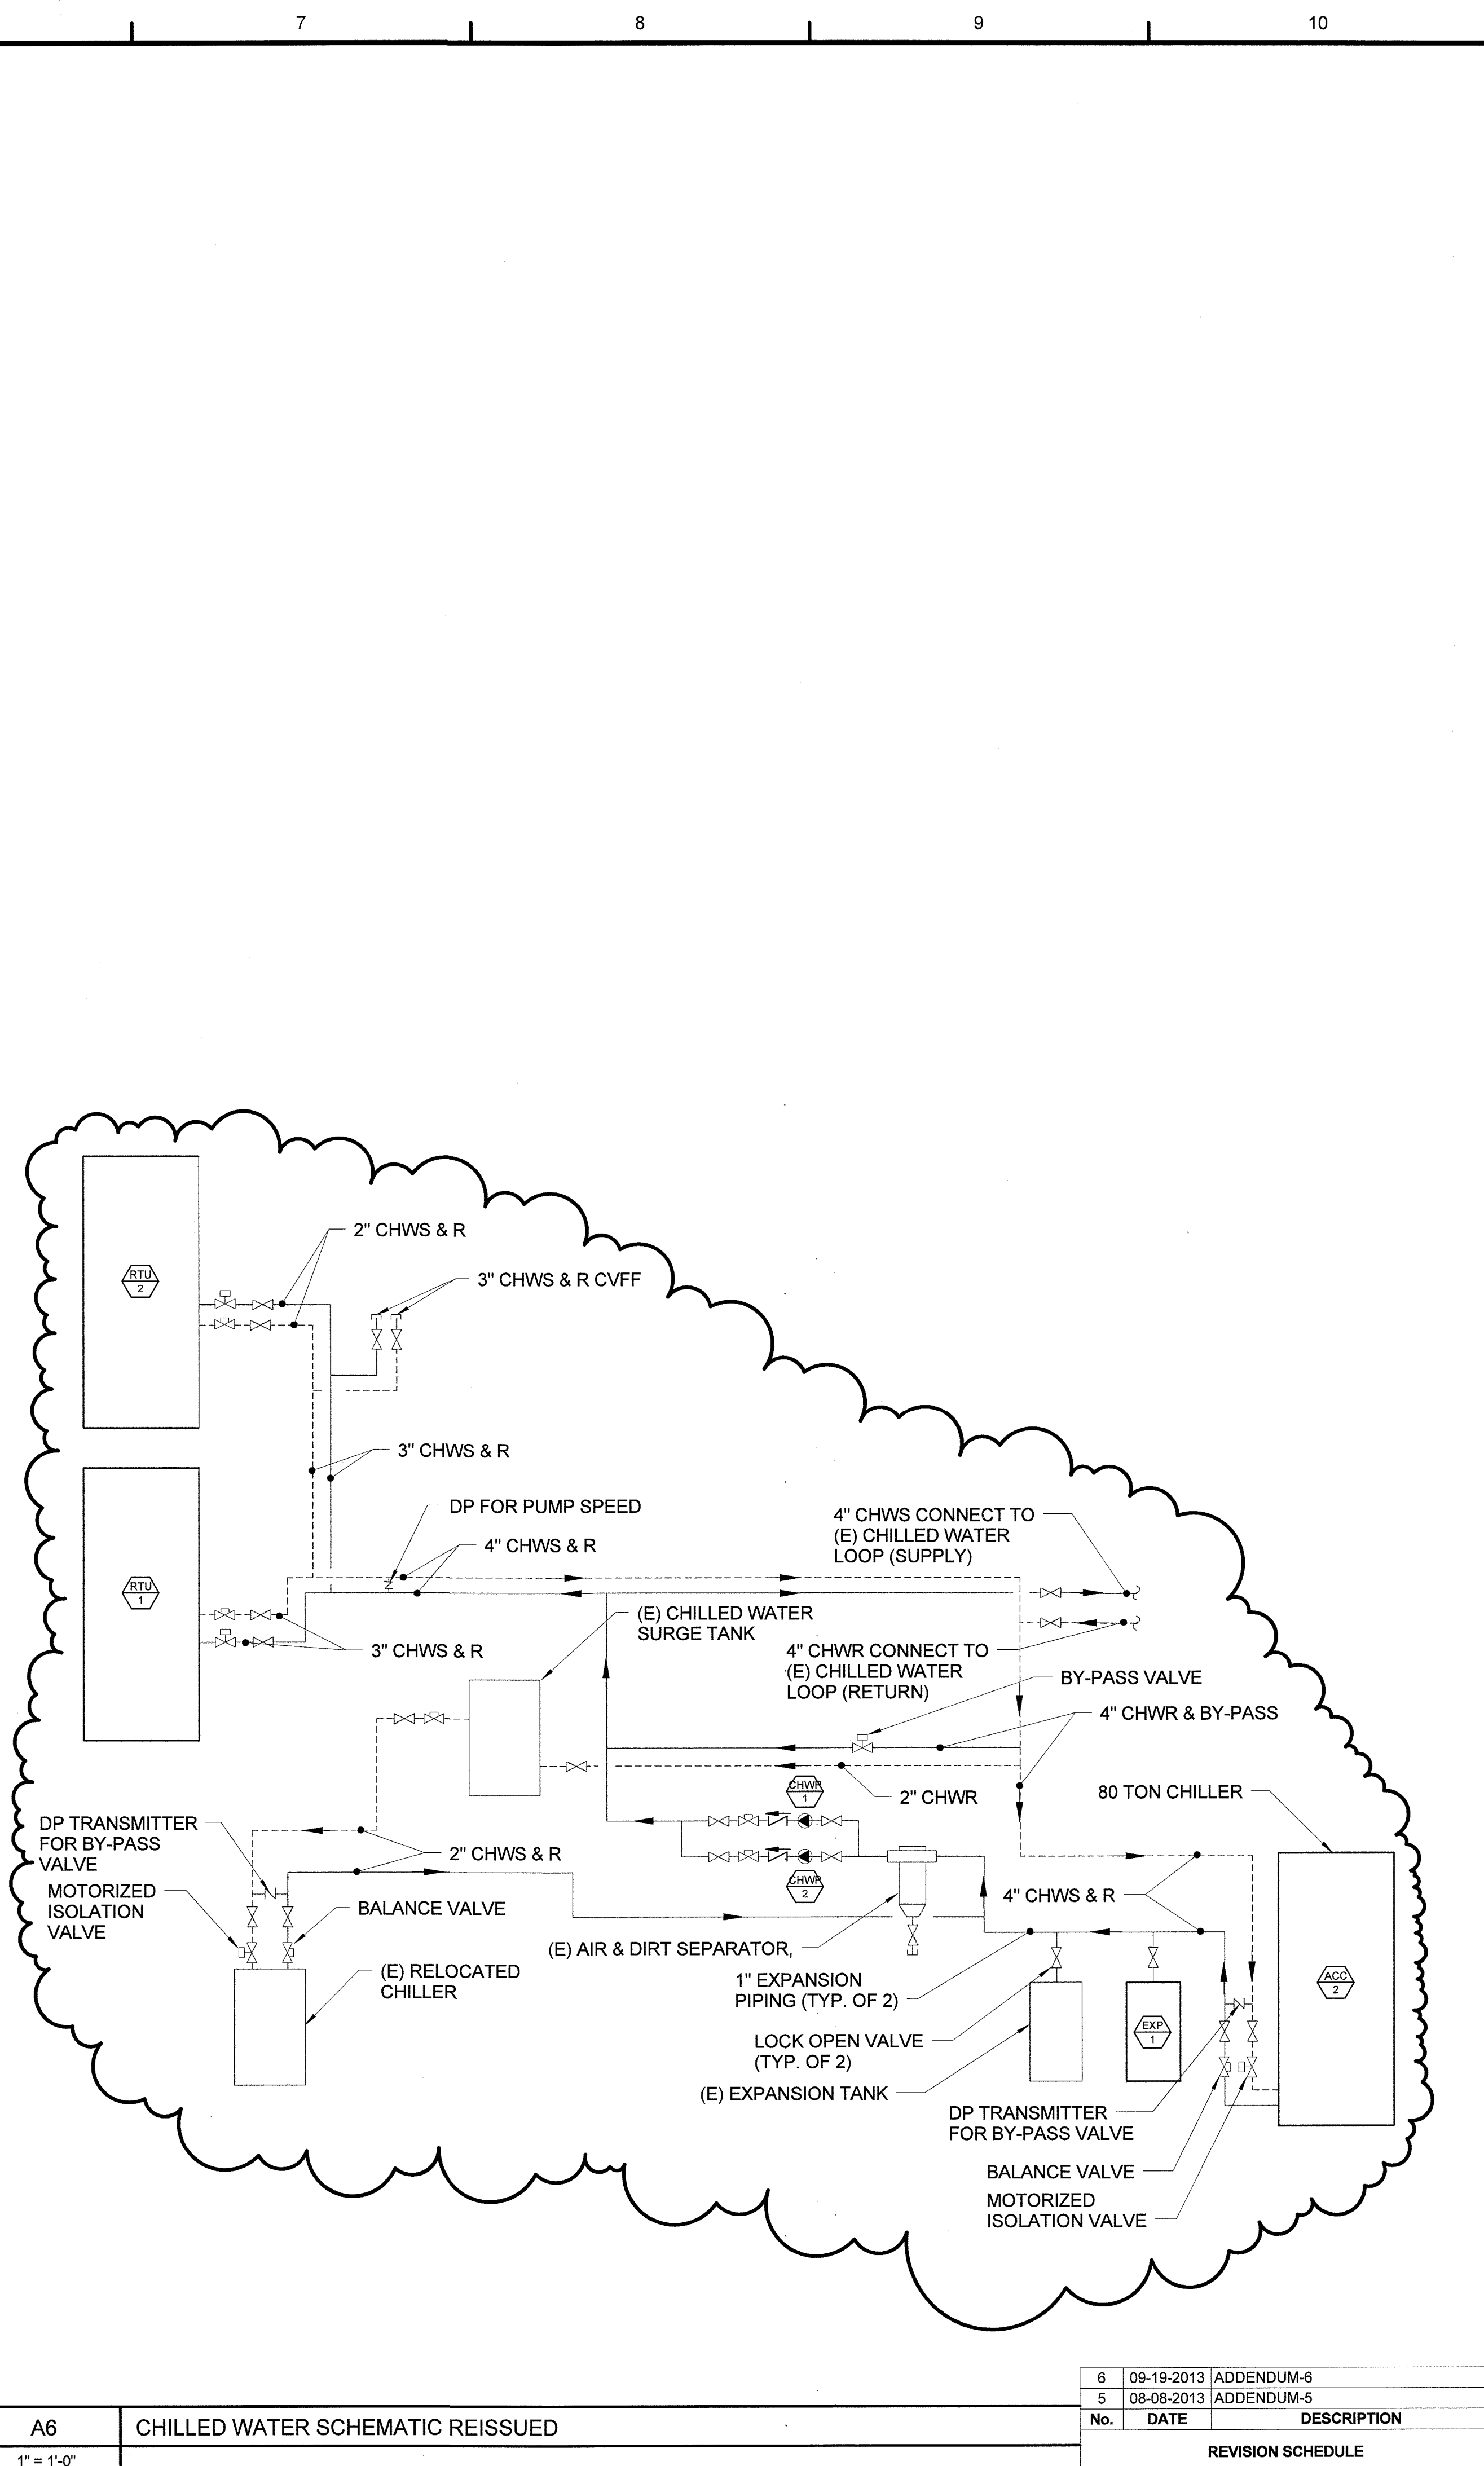 7
8
9
10
RTU
2
2" CHWS & R
3" CHWS & R CVFF
3" CHWS & R
DP FOR PUMP SPEED
4" CHWS & R
4" CHWS CONNECT TO
(E) CHILLED WATER
LOOP (SUPPLY)
RTU
1
3" CHWS & R
(E) CHILLED WATER
SURGE TANK
4" CHWR CONNECT TO
(E) CHILLED WATER
LOOP (RETURN)
BY-PASS VALVE
4" CHWR & BY-PASS
2" CHWR
80 TON CHILLER
CHWP
1
DP TRANSMITTER
FOR BY-PASS
VALVE
2" CHWS & R
CHWP
2
MOTORIZED
ISOLATION
VALVE
BALANCE VALVE
4" CHWS & R
(E) AIR & DIRT SEPARATOR,
(E) RELOCATED
CHILLER
1" EXPANSION
PIPING (TYP. OF 2)
ACC
2
LOCK OPEN VALVE
(TYP. OF 2)
EXP
1
(E) EXPANSION TANK
DP TRANSMITTER
FOR BY-PASS VALVE
BALANCE VALVE
MOTORIZED
ISOLATION VALVE
6 09-19-2013 ADDENDUM-6
5 08-08-2013 ADDENDUM-5
No. DATE DESCRIPTION
REVISION SCHEDULE
A6 CHILLED WATER SCHEMATIC REISSUED
1" = 1'-0"